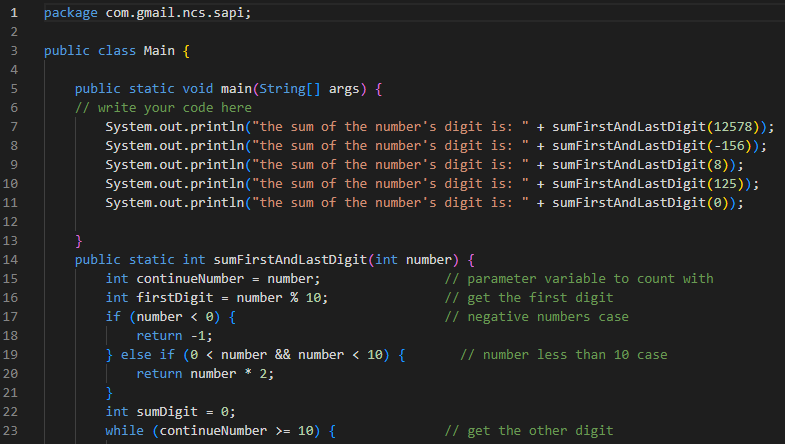 1 package com.gmail.ncs.sapi;
2
3 public class Main {
4
5 public static void main(String[] args) {
6 // write your code here
7 System.out.println("the sum of the number's digit is: " + sumFirstAndLastDigit(12578));
8 System.out.println("the sum of the number's digit is: " + sumFirstAndLastDigit(-156));
9 System.out.println("the sum of the number's digit is: " + sumFirstAndLastDigit(8));
10 System.out.println("the sum of the number's digit is: " + sumFirstAndLastDigit(125));
11 System.out.println("the sum of the number's digit is: " + sumFirstAndLastDigit(0));
12
13 }
14 public static int sumFirstAndLastDigit(int number) {
15 int continueNumber = number; // parameter variable to count with
16 int firstDigit = number % 10; // get the first digit
17 if (number < 0) { // negative numbers case
18 return -1;
19 } else if (0 < number && number < 10) { // number less than 10 case
20 return number * 2;
21 }
22 int sumDigit = 0;
23 while (continueNumber >= 10) { // get the other digit